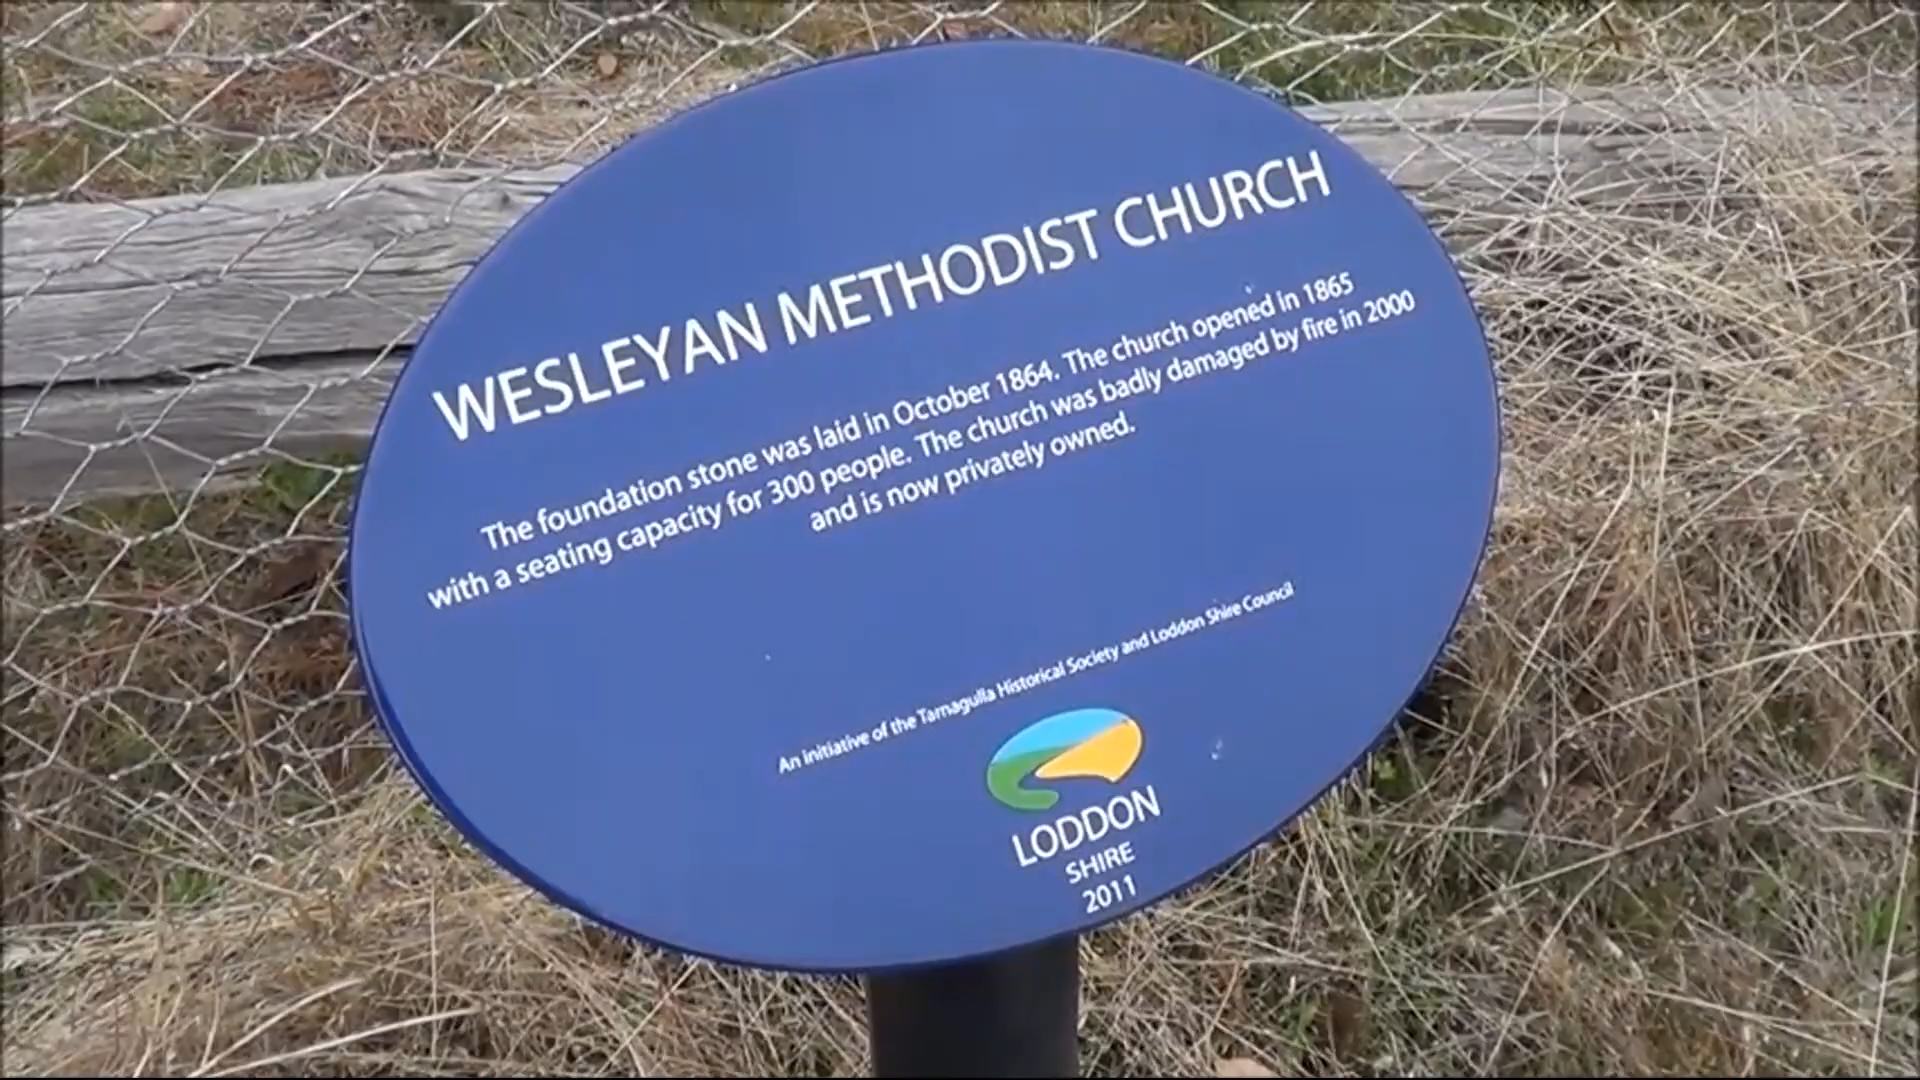 WESLEYAN METHODIST CHURCH
The foundation stone was laid in October 1864. The church opened in 1865
with a seating capacity for 300 people. The church was badly damaged by fire in 2000
and is now privately owned.
An initiative of the Tarnagulla Historical Society and Loddon Shire Council
LODDON
SHIRE
2011